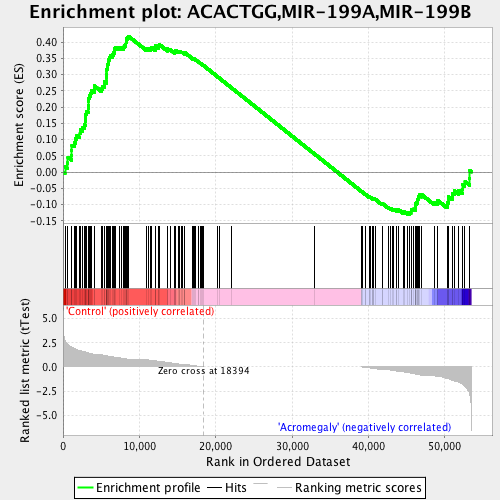 Enrichment plot: ACACTGG,MIR-199A,MIR-199B
Enrichment score (ES)
0.40
0.35
0.30
0.25
0.20
0.15
0.10
0.05
0.00
-0.05
-0.10
-0.15
'Control' (positively correlated)
Ranked list metric (tTest)
5.0
2.5
0.0
-2.5
-5.0
Zero cross at 18394
'Acromegaly' (negatively correlated)
0
10,000
20,000
30,000
40,000
50,000
Rank in Ordered Dataset
Enrichment profile
Hits
Ranking metric scores